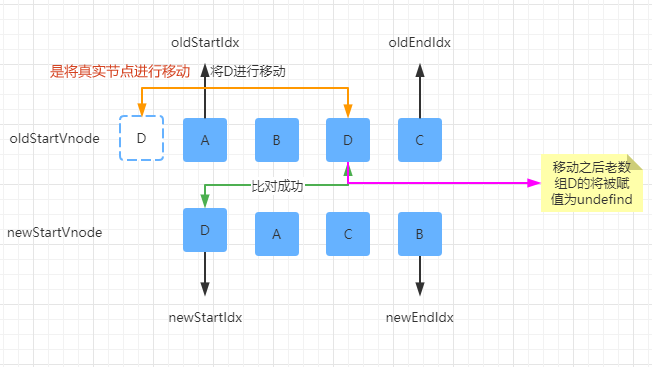 oldStartIdx
oldEndIdx
是将真实节点进行移动
将D进行移动
oldStartVnode
D
A
B
D
C
移动之后老数
组D的将被赋
值为undefind
比对成功
newStartVnode
D
A
C
B
newStartIdx
newEndIdx